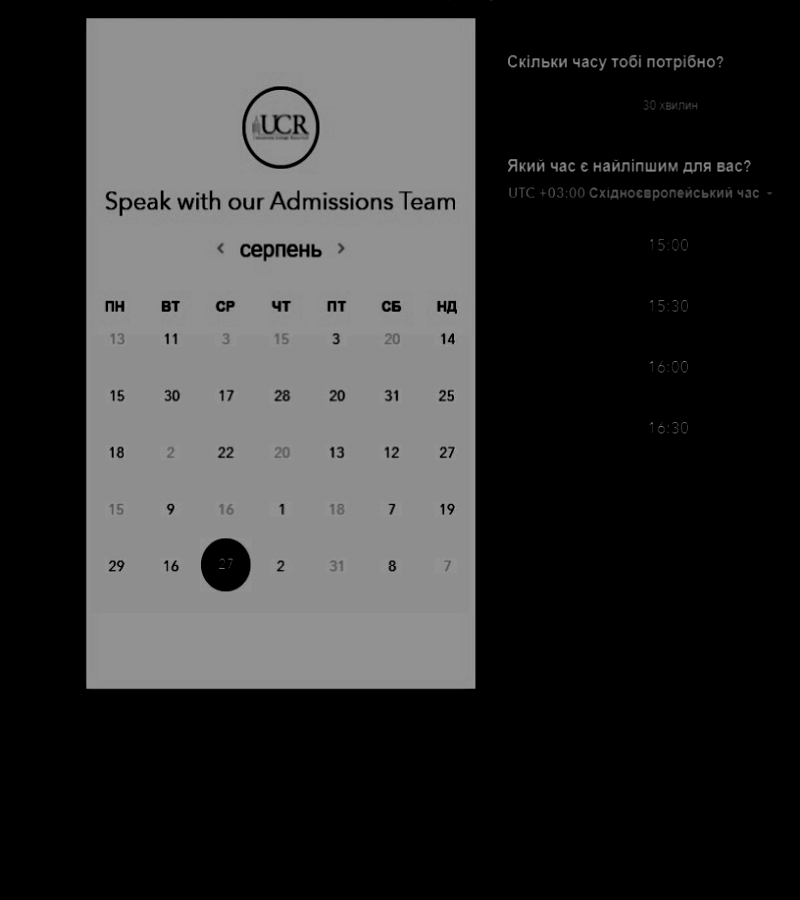 UCR
Speak with our Admissions Team
< серпень >
ПН ВТ СР ЧТ ПТ СБ НД
13 11 3 15 3 20 14
15 30 17 28 20 31 25
18 2 22 20 13 12 27
15 9 16 1 18 7 19
29 16 27 2 31 8 7
Скільки часу тобі потрібно?
30 хвилин
Який час є найліпшим для вас?
UTC +03:00 Східноєвропейський час
15:00
15:30
16:00
16:30